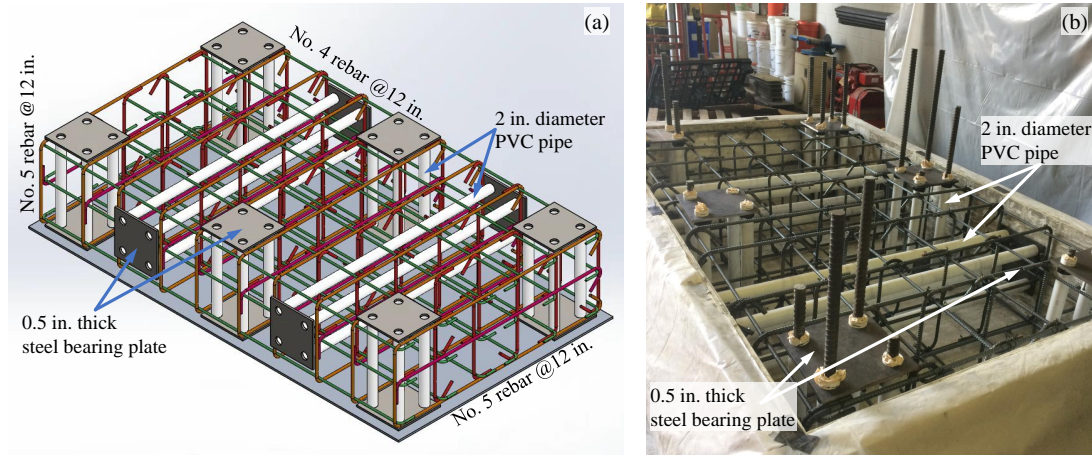 (a)
No. 5 rebar @12 in.
No. 4 rebar @12 in.
2 in. diameter
PVC pipe
0.5 in. thick
steel bearing plate
No. 5 rebar @12 in.
(b)
2 in. diameter
PVC pipe
0.5 in. thick
steel bearing plate